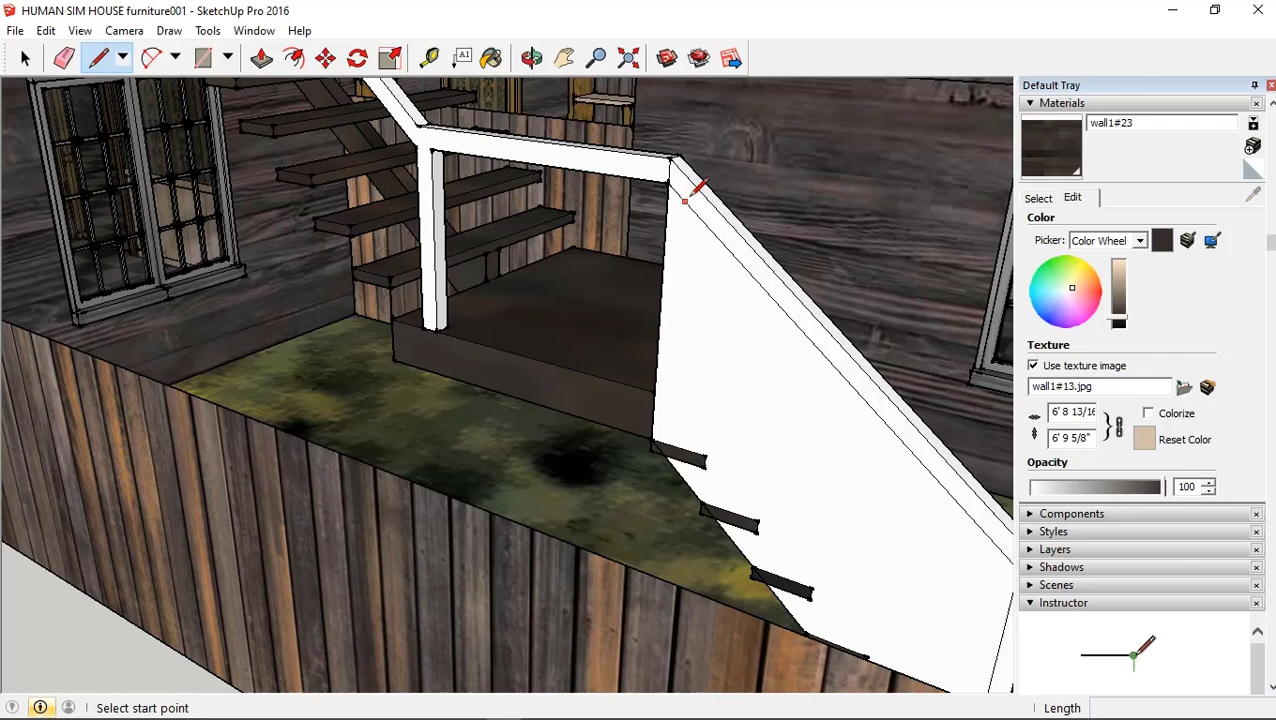 HUMAN SIM HOUSE furniture001 - SketchUp Pro 2016
File Edit View Camera Draw Tools Window Help
A1
Default Tray
Materials
wall1#23
Select Edit
Color
Picker: Color Wheel
Texture
Use texture image
wall1#13.jpg
6' 8 13/16
Colorize
6' 9 5/8"
Reset Color
Opacity
100
Components
Styles
Layers
Shadows
Scenes
Instructor
Select start point
Length